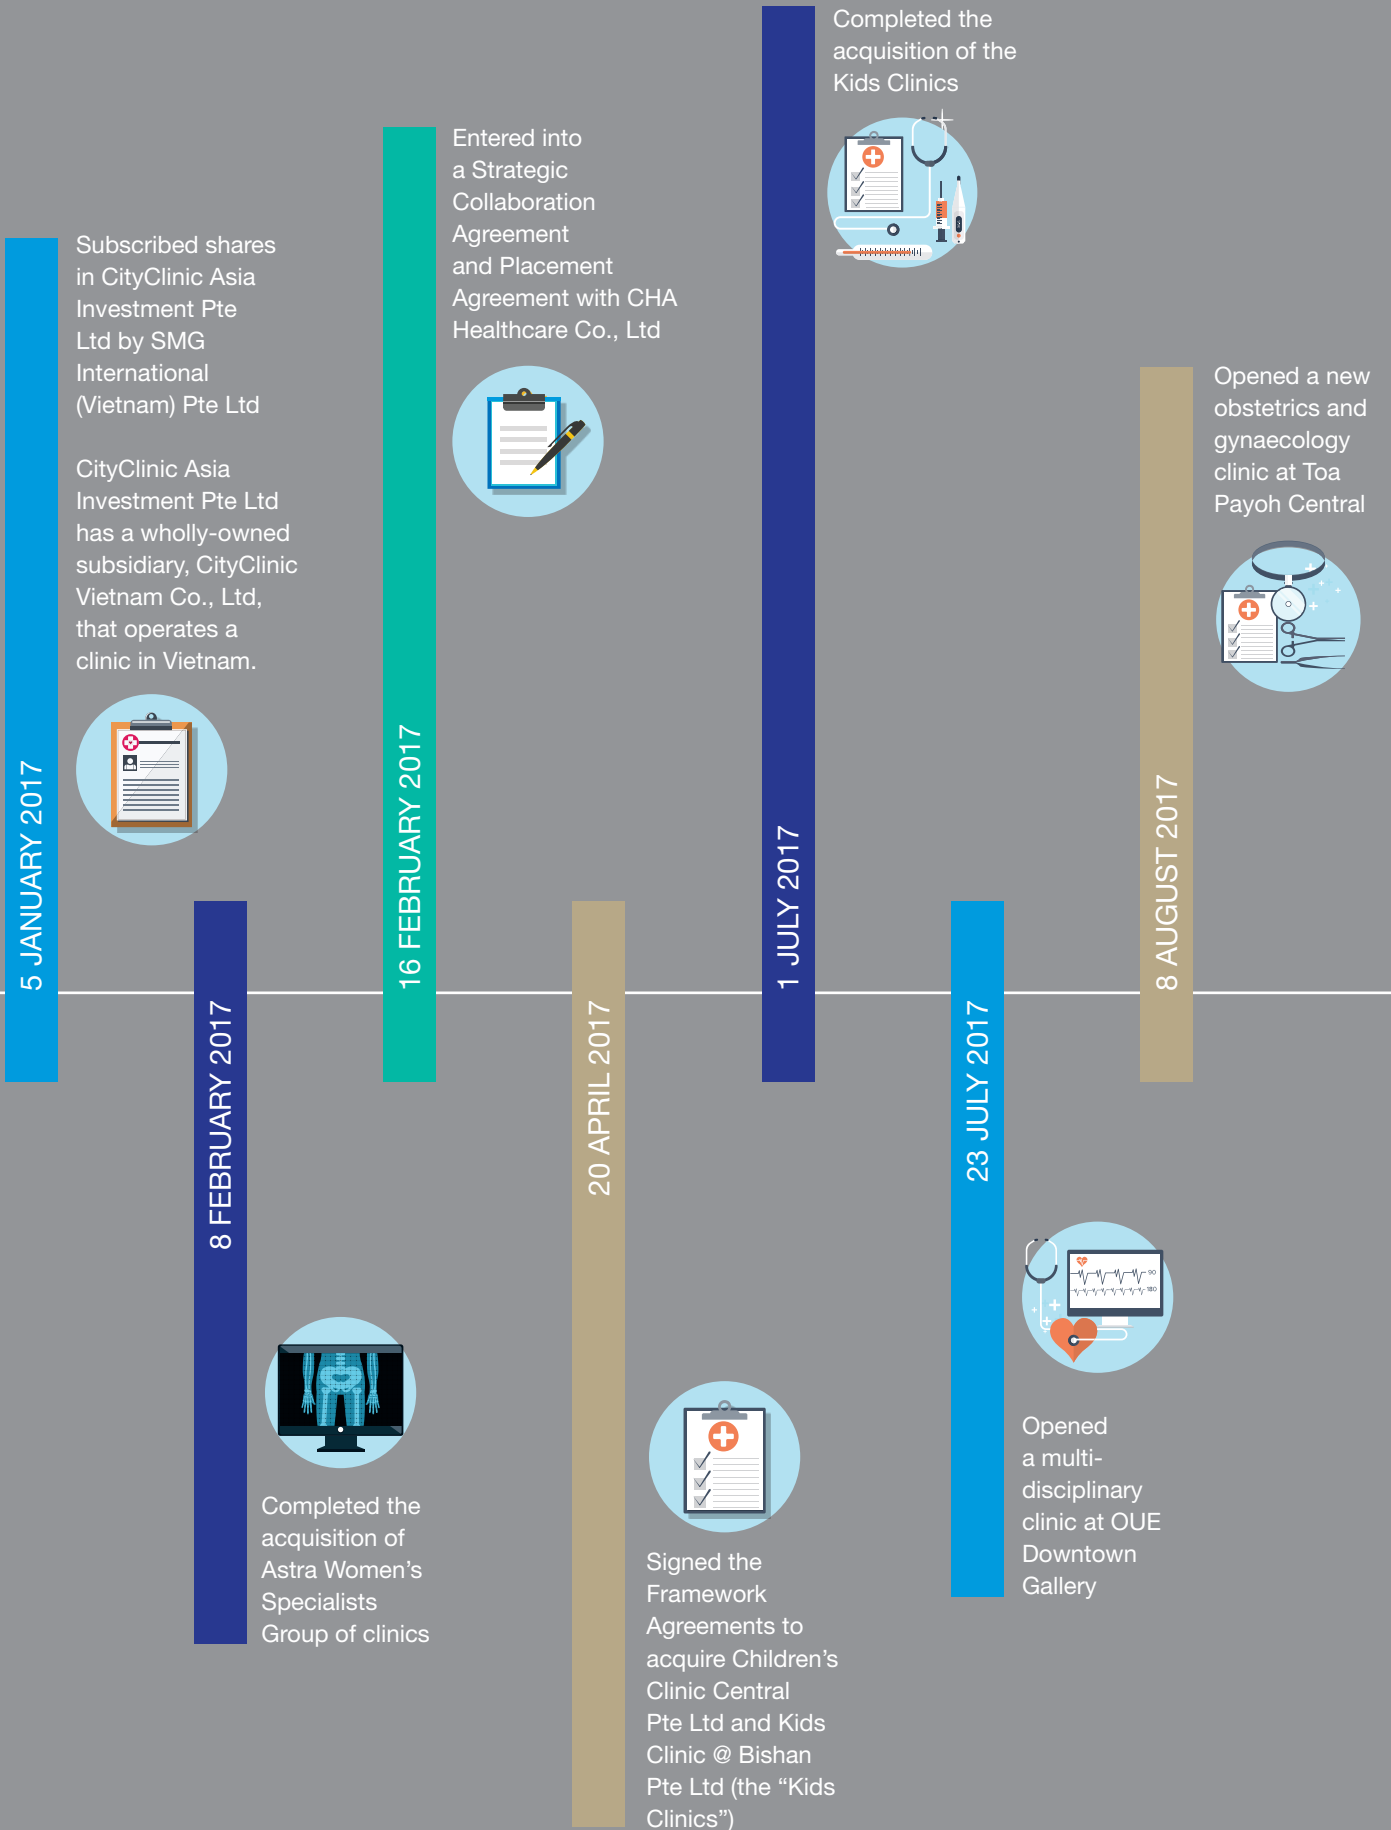 5 JANUARY 2017
Subscribed shares
in CityClinic Asia
Investment Pte
Ltd by SMG
International
(Vietnam) Pte Ltd
CityClinic Asia
Investment Pte Ltd
has a wholly-owned
subsidiary, CityClinic
Vietnam Co., Ltd,
that operates a
clinic in Vietnam.
8 FEBRUARY 2017
Completed the
acquisition of
Astra Women’s
Specialists
Group of clinics
16 FEBRUARY 2017
Entered into
a Strategic
Collaboration
Agreement
and Placement
Agreement with CHA
Healthcare Co., Ltd
20 APRIL 2017
Signed the
Framework
Agreements to
acquire Children’s
Clinic Central
Pte Ltd and Kids
Clinic @ Bishan
Pte Ltd (the “Kids
Clinics”)
1 JULY 2017
Completed the
acquisition of the
Kids Clinics
23 JULY 2017
90
180
Opened
a multi-
disciplinary
clinic at OUE
Downtown
Gallery
8 AUGUST 2017
Opened a new
obstetrics and
gynaecology
clinic at Toa
Payoh Central